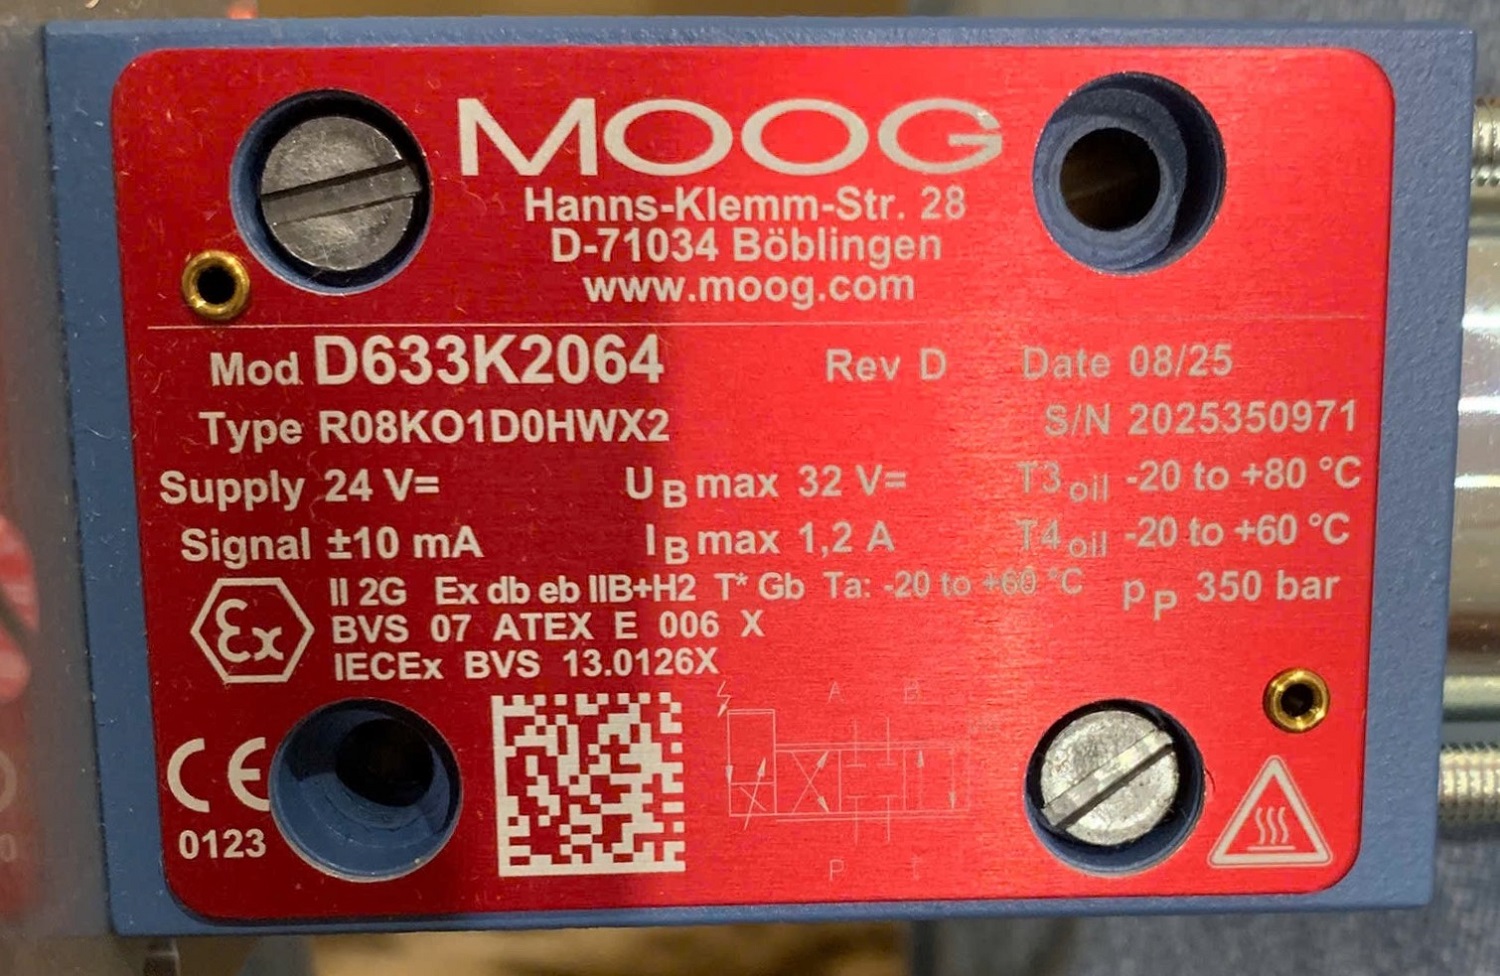 MOOG
Hanns-Klemm-Str. 28
D-71034 Böblingen
www.moog.com
Mod D633K2064 Rev D Date 08/25
Type R08KO1D0HWX2 S/N 2025350971
Supply 24 V= UB max 32 V= T3 oil -20 to +80 °C
Signal ±10 mA IB max 1,2 A T4 oil -20 to +60 °C
Ex II 2G Ex db eb IIB+H2 T* Gb Ta: -20 to +60 °C pP 350 bar
BVS 07 ATEX E 006 X
IECEx BVS 13.0126X
A B
CE
0123
P